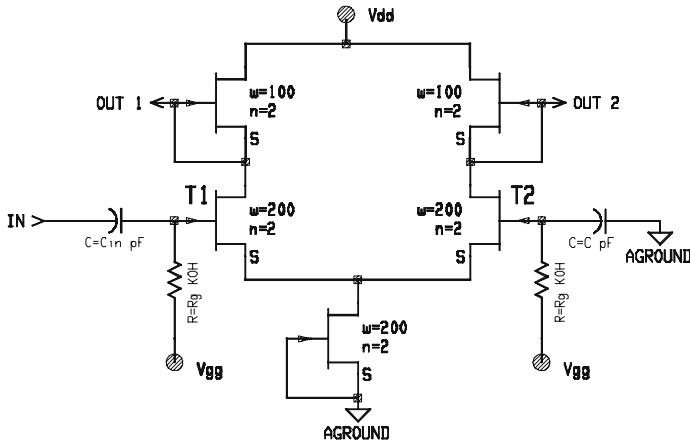 Vdd
OUT 1
w=100
n=2
S
w=100
n=2
S
OUT 2
T1
w=200
n=2
S
w=200
n=2
S
T2
IN
C=Cin pF
C=C pF
AGROUND
R=Rg KOH
R=Rg KOH
w=200
n=2
S
Vgg
Vgg
AGROUND